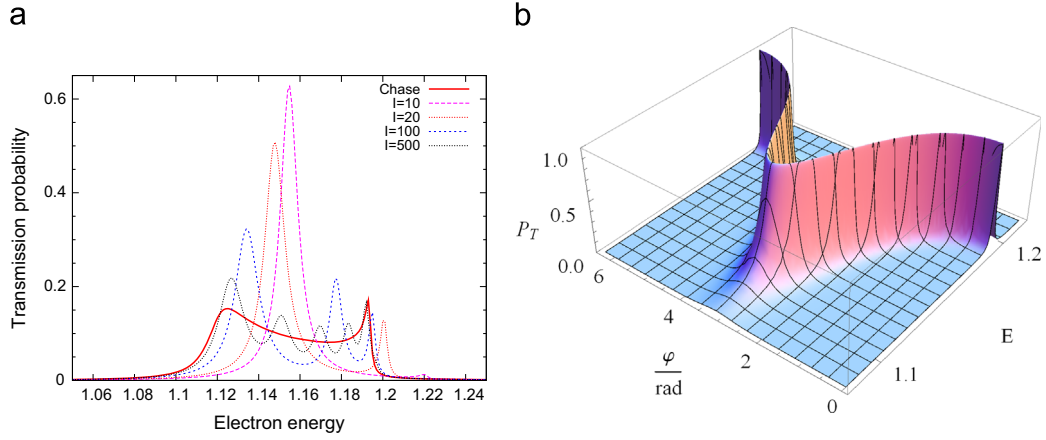 a
Transmission probability
0.6
0.4
0.2
0
1.06
1.08
1.1
1.12
1.14
1.16
1.18
1.2
1.22
1.24
Electron energy
Chase
I=10
I=20
I=100
I=500
b
1.0
0.5
0.0
P_T
6
4
2
0
φ
rad
1.1
1.2
E